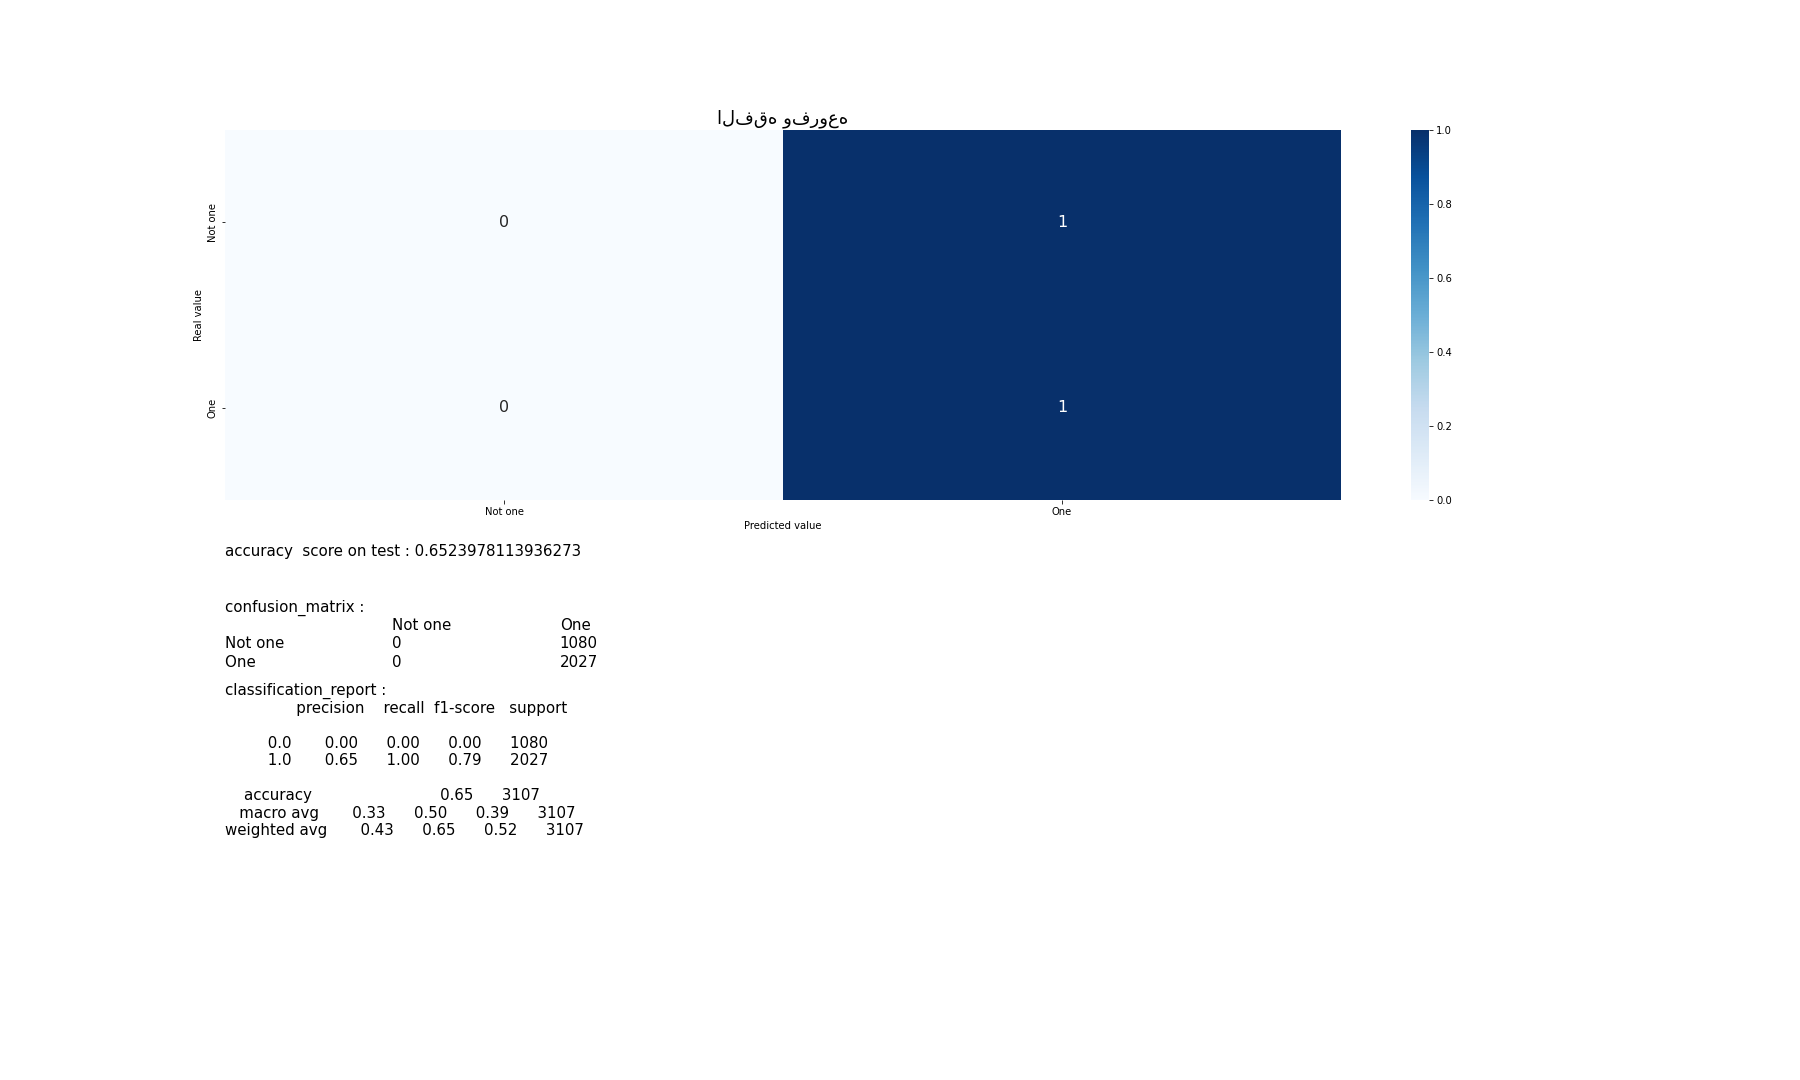 الفقه وفروعه
Not one
0
1
1.0
0.8
0.6
Real value
0.4
One
0
1
0.2
0.0
Not one
One
Predicted value
accuracy  score on test : 0.6523978113936273
confusion_matrix :
Not one One
Not one 0 1080
One 0 2027
classification_report :
precision recall f1-score support
0.0 0.00 0.00 0.00 1080
1.0 0.65 1.00 0.79 2027
accuracy 0.65 3107
macro avg 0.33 0.50 0.39 3107
weighted avg 0.43 0.65 0.52 3107